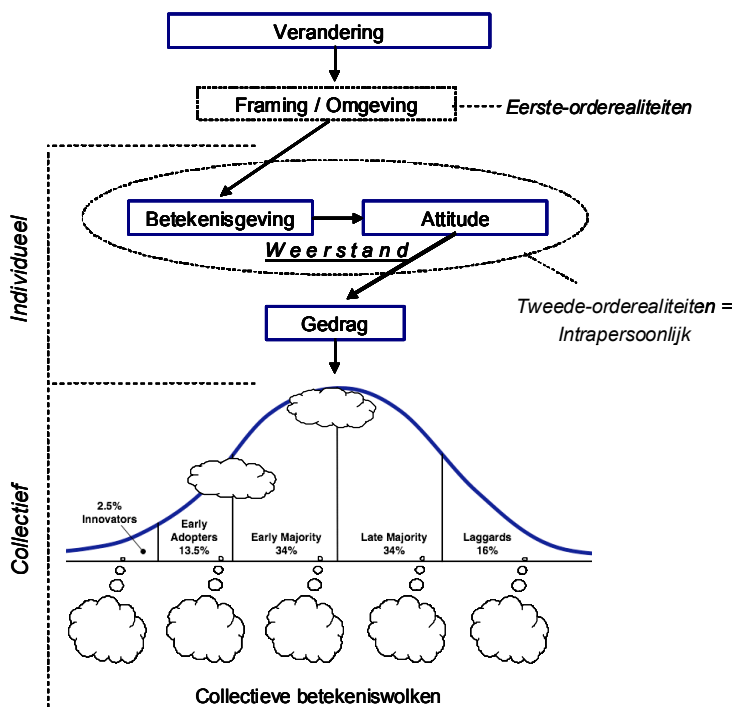 Verandering
Framing / Omgeving
Eerste-orderealiteiten
Individueel
Betekenisgeving
Attitude
Weerstand
Tweede-orderealiteiten =
Intrapersoonlijk
Gedrag
Collectief
2.5%
Innovators
Early
Adopters
13.5%
Early Majority
34%
Late Majority
34%
Laggards
16%
Collectieve betekeniswolken